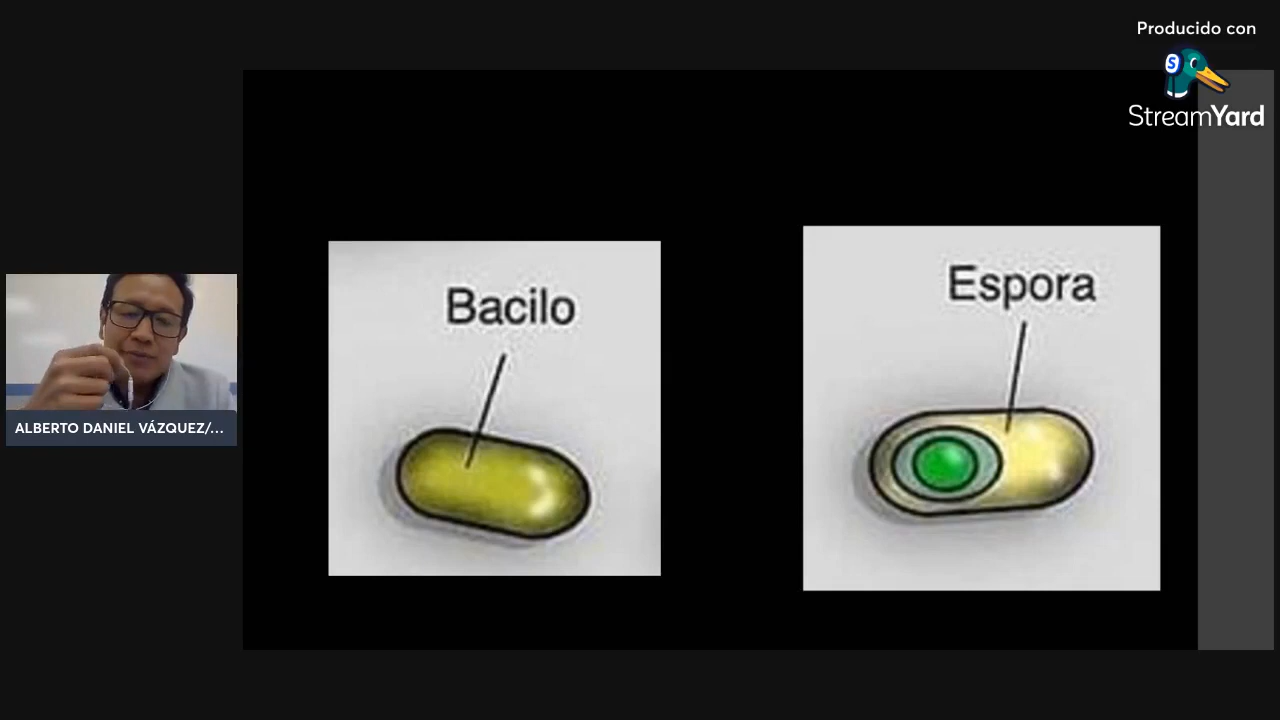 Producido con
StreamYard
Bacilo
Espora
ALBERTO DANIEL VÁZQUEZ/...